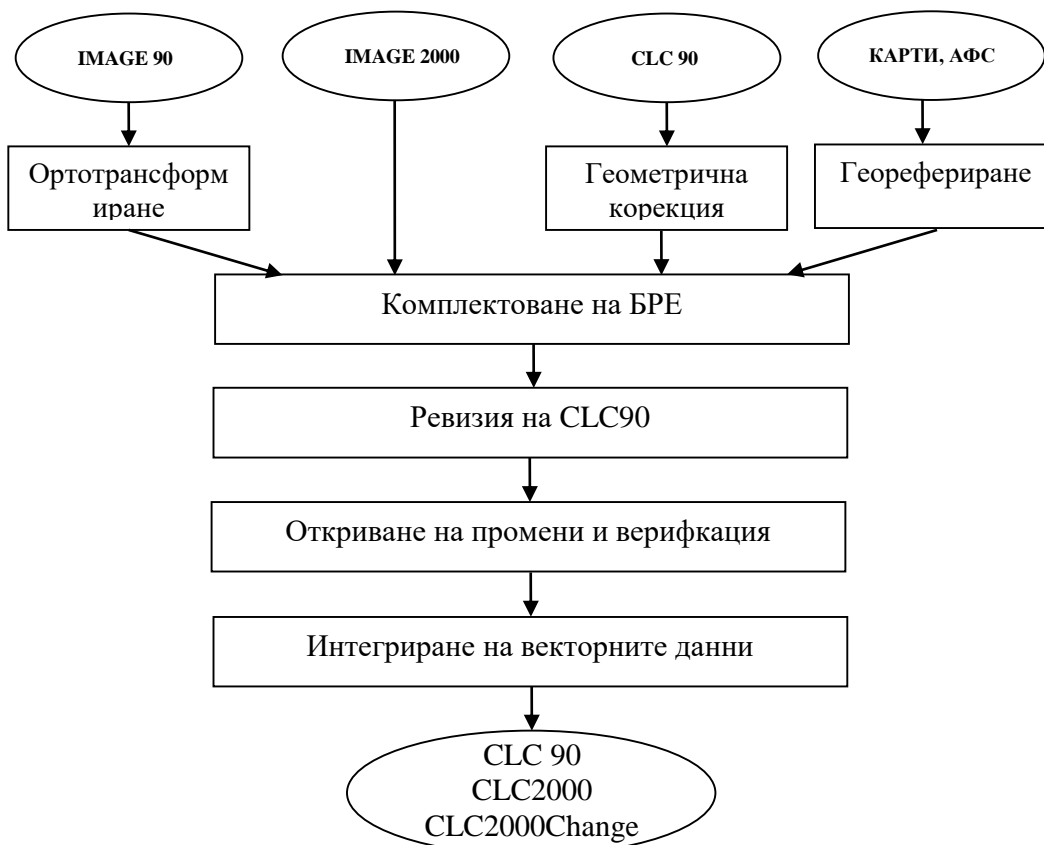 IMAGE 90
IMAGE 2000
CLC 90
КАРТИ, АФС
Ортотрансформ
иране
Геометрична
корекция
Георефериране
Комплектоване на БРЕ
Ревизия на CLC90
Откриване на промени и верифкация
Интегриране на векторните данни
CLC 90
CLC2000
CLC2000Change